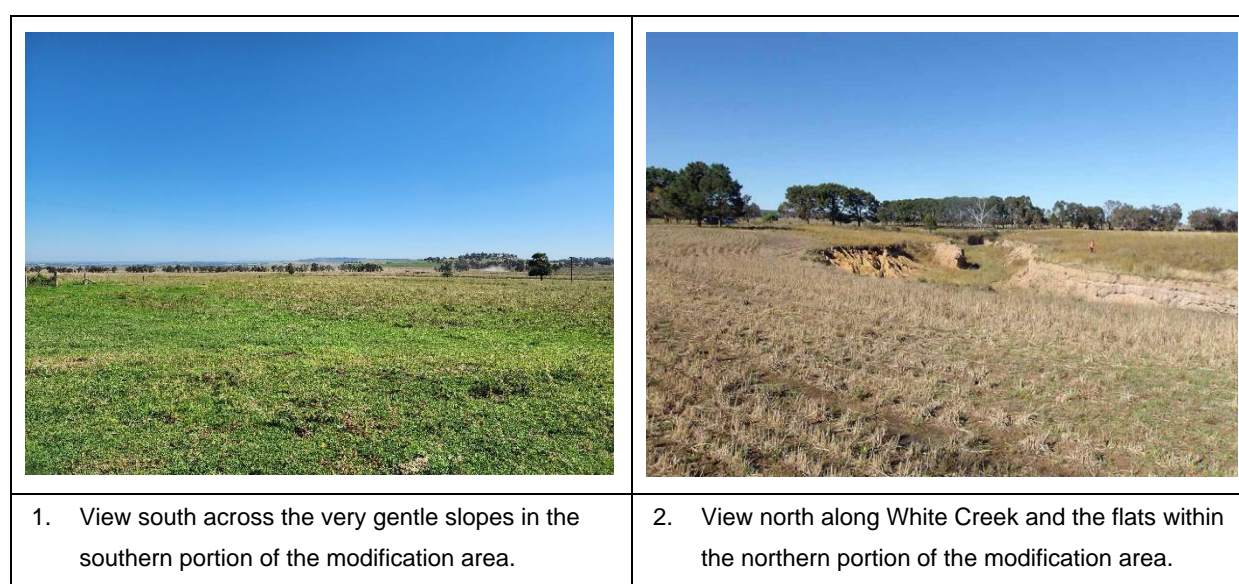 1. View south across the very gentle slopes in the
southern portion of the modification area.
2. View north along White Creek and the flats within
the northern portion of the modification area.